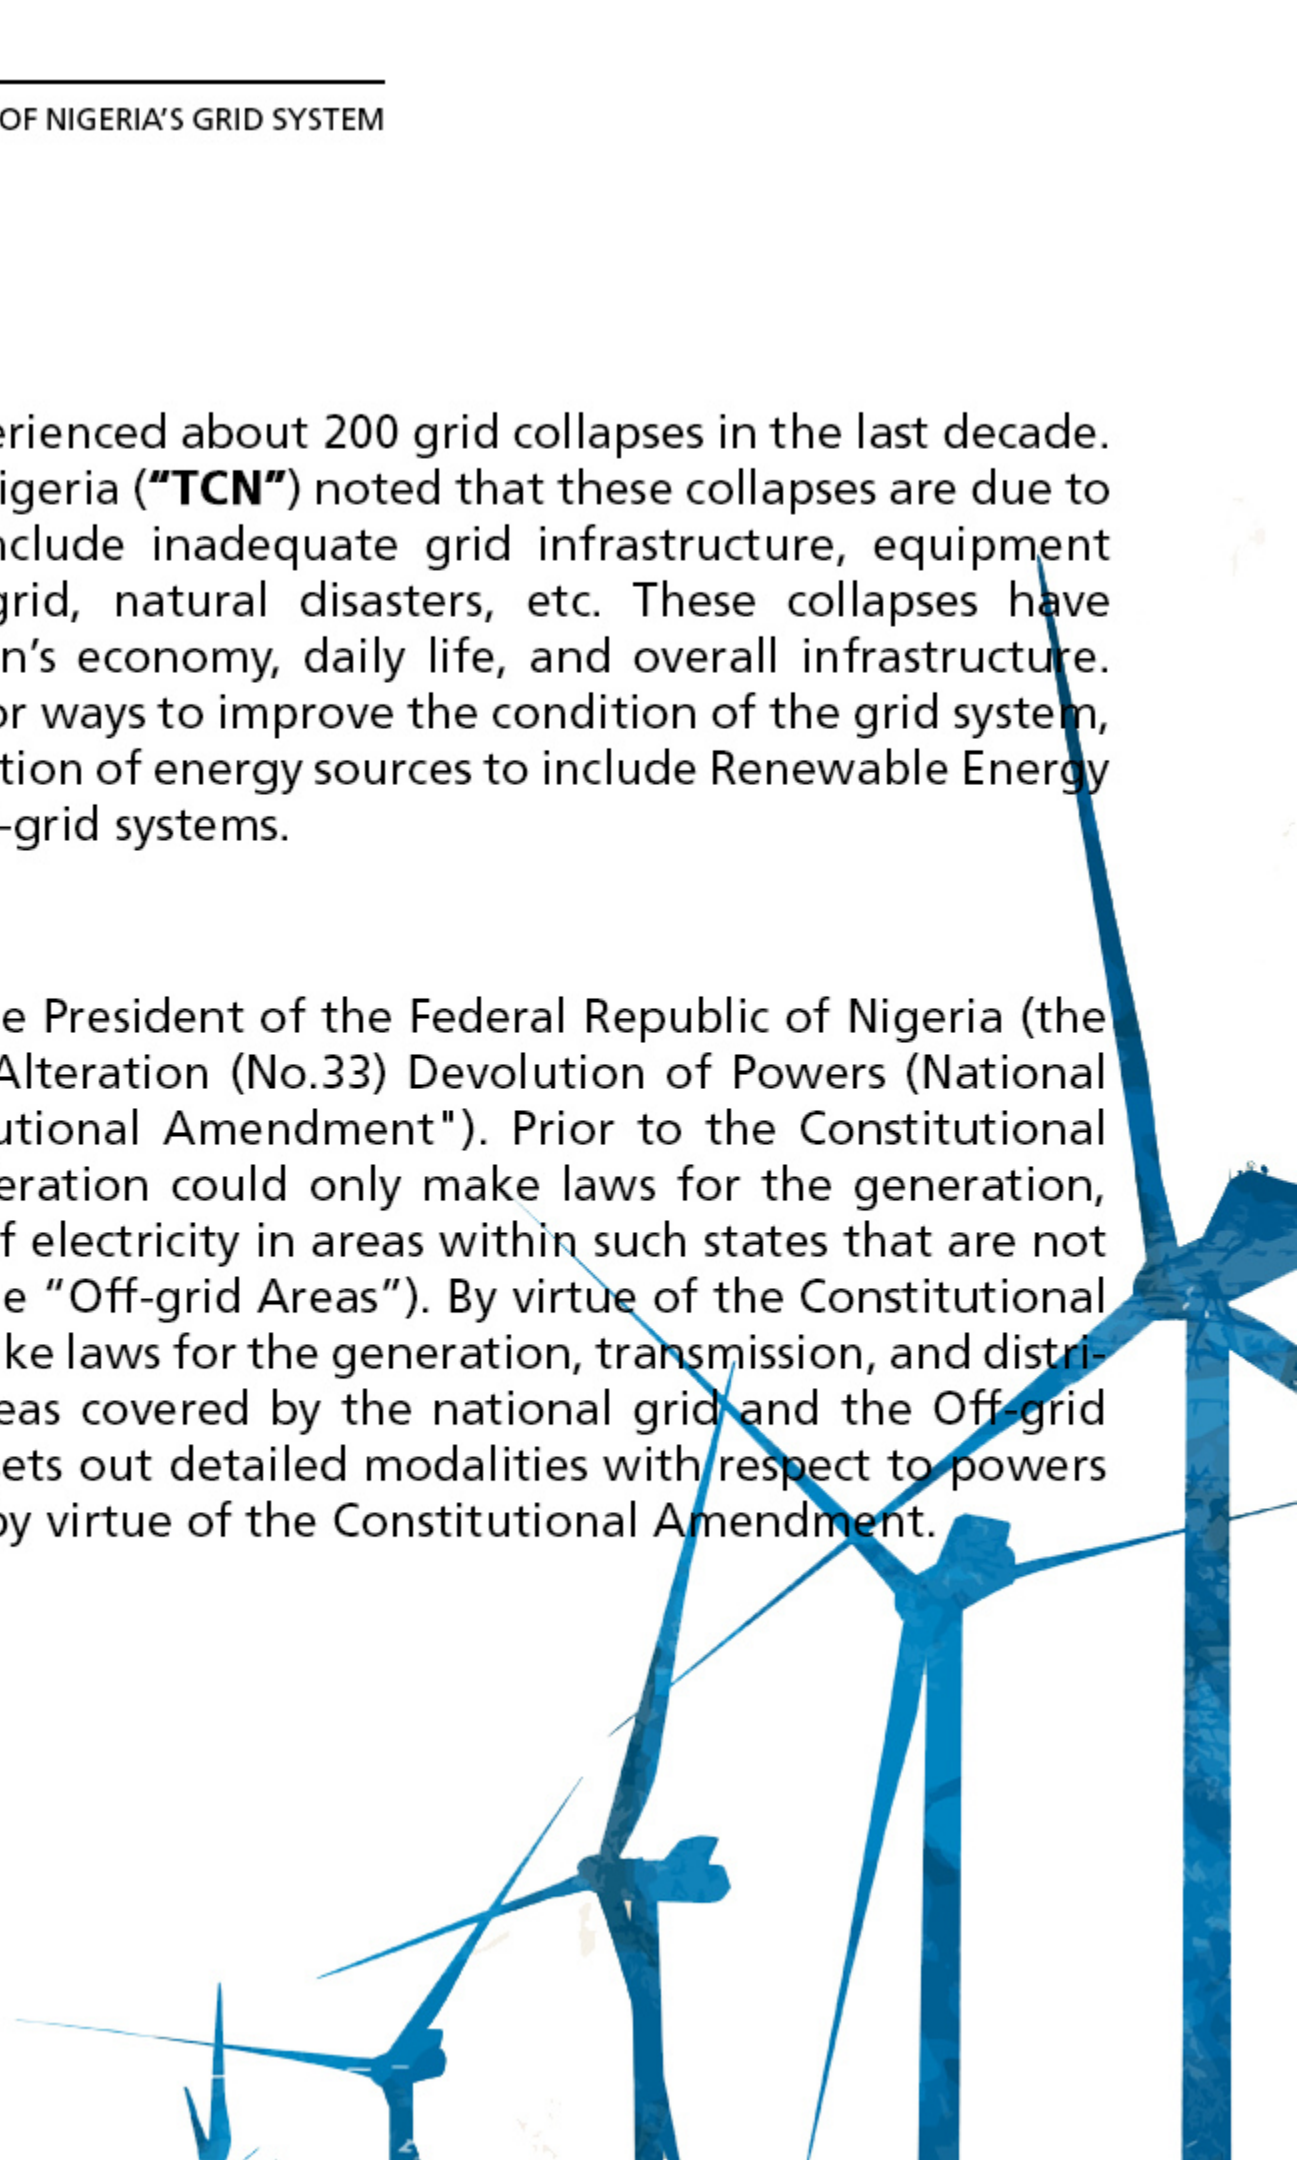 OF NIGERIA’S GRID SYSTEM
erienced about 200 grid collapses in the last decade.
igeria (“TCN”) noted that these collapses are due to
nclude inadequate grid infrastructure, equipment
grid, natural disasters, etc. These collapses have
n’s economy, daily life, and overall infrastructure.
or ways to improve the condition of the grid system,
tion of energy sources to include Renewable Energy
-grid systems.
e President of the Federal Republic of Nigeria (the
Alteration (No.33) Devolution of Powers (National
utional Amendment"). Prior to the Constitutional
eration could only make laws for the generation,
f electricity in areas within such states that are not
e “Off-grid Areas”). By virtue of the Constitutional
ke laws for the generation, transmission, and distri-
eas covered by the national grid and the Off-grid
ets out detailed modalities with respect to powers
by virtue of the Constitutional Amendment.